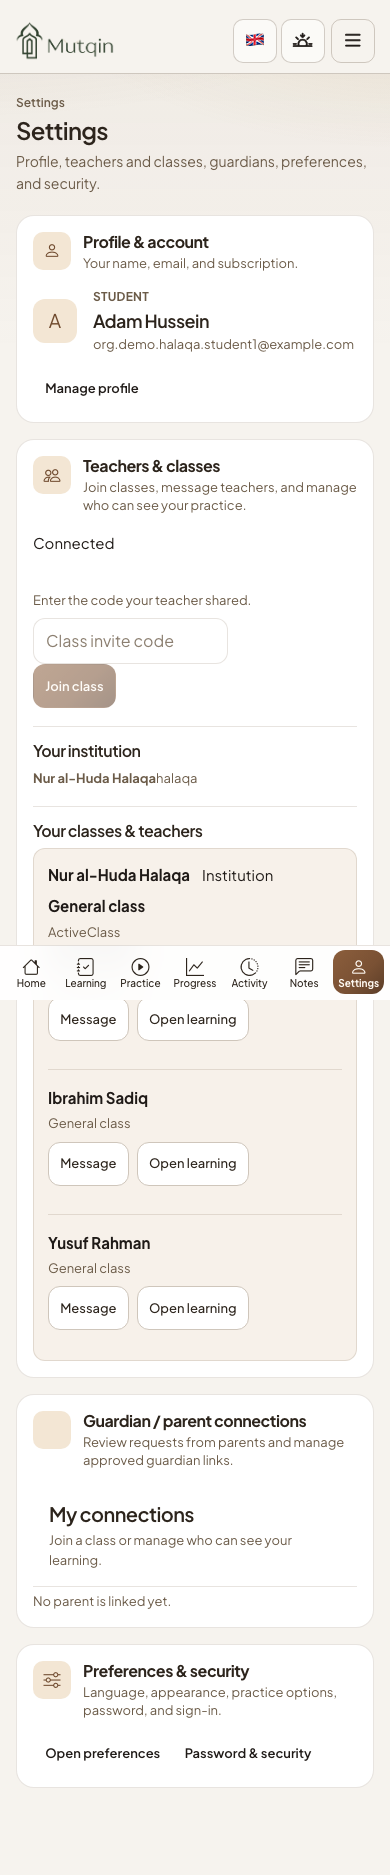 Mutqin
Settings
Settings
Profile, teachers and classes, guardians, preferences,
and security.
Profile & account
Your name, email, and subscription.
A
STUDENT
Adam Hussein
org.demo.halaqa.student1@example.com
Manage profile
Teachers & classes
Join classes, message teachers, and manage
who can see your practice.
Connected
Enter the code your teacher shared.
Class invite code
Join class
Your institution
Nur al-Huda Halaqahalaqa
Your classes & teachers
Nur al-Huda Halaqa Institution
General class
ActiveClass
Home Learning Practice Progress Activity Notes Settings
Message Open learning
Ibrahim Sadiq
General class
Message Open learning
Yusuf Rahman
General class
Message Open learning
Guardian / parent connections
Review requests from parents and manage
approved guardian links.
My connections
Join a class or manage who can see your
learning.
No parent is linked yet.
Preferences & security
Language, appearance, practice options,
password, and sign-in.
Open preferences Password & security